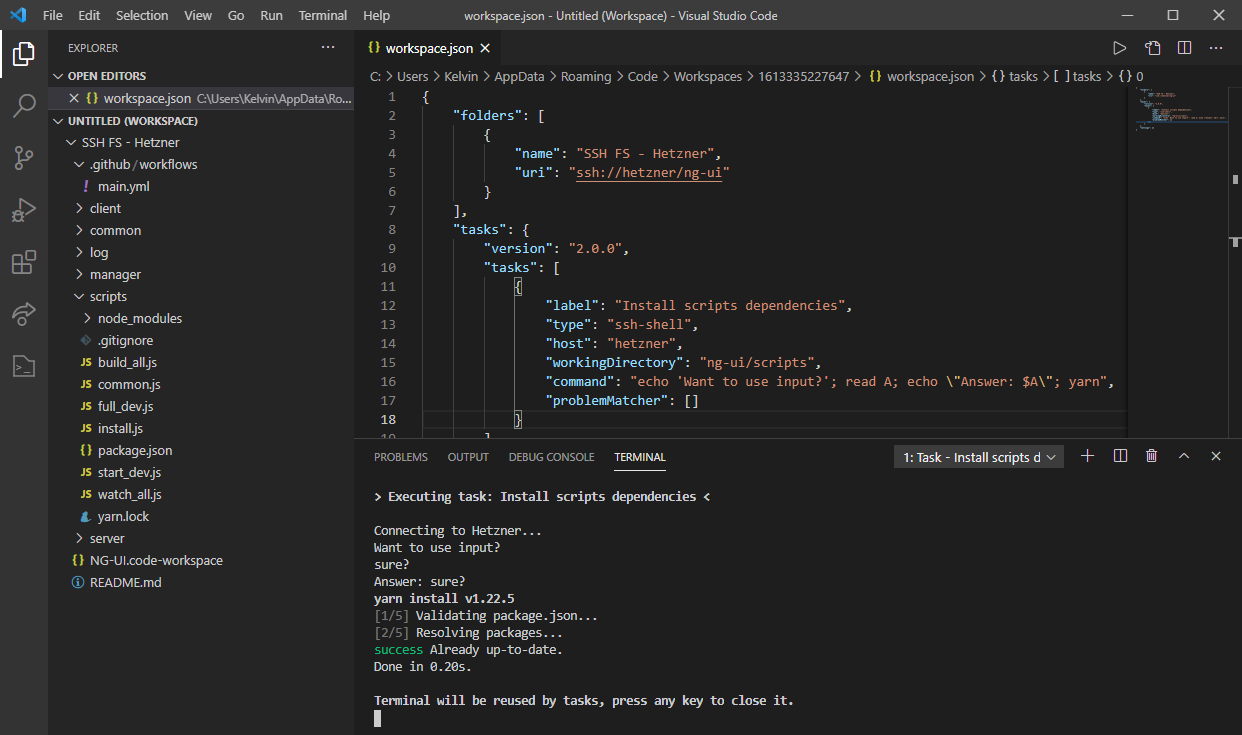 File Edit Selection View Go Run Terminal Help workspace.json - Untitled (Workspace) - Visual Studio Code
EXPLORER
OPEN EDITORS
workspace.json C:\Users\Kelvin\AppData\Ro...
UNTITLED (WORKSPACE)
SSH FS - Hetzner
.github/workflows
! main.yml
client
common
log
manager
scripts
node_modules
.gitignore
JS build_all.js
JS common.js
JS full_dev.js
JS install.js
{} package.json
JS start_dev.js
JS watch_all.js
yarn.lock
server
{} NG-UI.code-workspace
README.md
{} workspace.json
C: > Users > Kelvin > AppData > Roaming > Code > Workspaces > 1613335227647 > {} workspace.json > {} tasks > [ ] tasks > {} 0
1 {
2 "folders": [
3 {
4 "name": "SSH FS - Hetzner",
5 "uri": "ssh://hetzner/ng-ui"
6 }
7 ],
8 "tasks": {
9 "version": "2.0.0",
10 "tasks": [
11 {
12 "label": "Install scripts dependencies",
13 "type": "ssh-shell",
14 "host": "hetzner",
15 "workingDirectory": "ng-ui/scripts",
16 "command": "echo 'Want to use input?'; read A; echo \"Answer: $A\"; yarn",
17 "problemMatcher": []
18 }
19 ]
PROBLEMS OUTPUT DEBUG CONSOLE TERMINAL 1: Task - Install scripts d
> Executing task: Install scripts dependencies <
Connecting to Hetzner...
Want to use input?
sure?
Answer: sure?
yarn install v1.22.5
[1/5] Validating package.json...
[2/5] Resolving packages...
success Already up-to-date.
Done in 0.20s.
Terminal will be reused by tasks, press any key to close it.